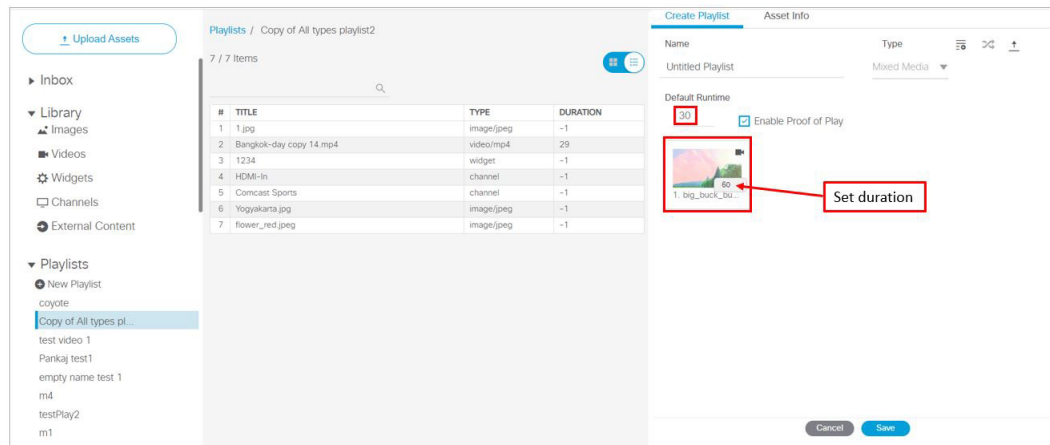 Upload Assets
Inbox
Library
Images
Videos
Widgets
Channels
External Content
Playlists
New Playlist
coyote
Copy of All types pl...
test video 1
Pankaj test1
empty name test 1
m4
testPlay2
m1
Playlists / Copy of All types playlist2
7 / 7 Items
# TITLE TYPE DURATION
1 1.jpg image/jpeg -1
2 Bangkok-day copy 14.mp4 video/mp4 29
3 1234 widget -1
4 HDMI-In channel -1
5 Comcast Sports channel -1
6 Yogyakarta.jpg image/jpeg -1
7 flower_red.jpeg image/jpeg -1
Create Playlist Asset Info
Name Type
Untitled Playlist Mixed Media
Default Runtime
30 Enable Proof of Play
60
1. big_buck_bu...
Set duration
Cancel Save